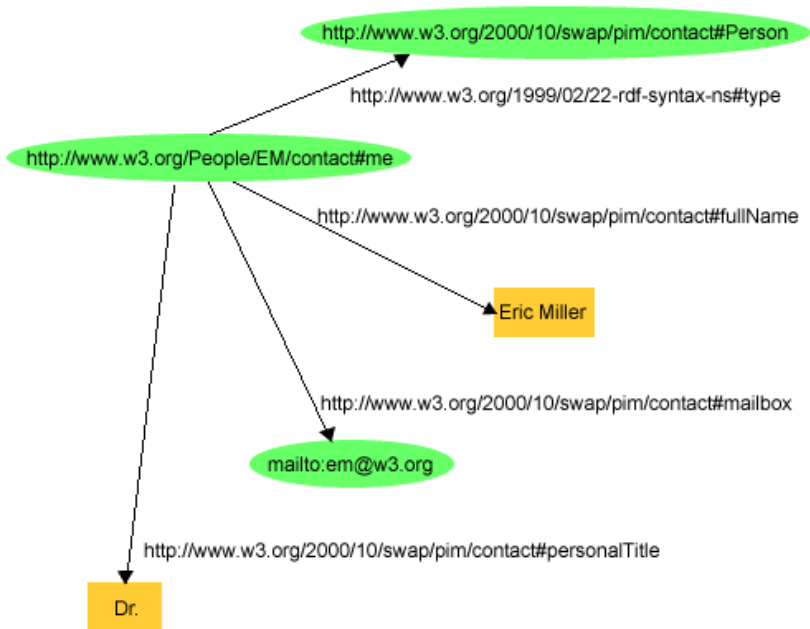 http://www.w3.org/2000/10/swap/pim/contact#Person
http://www.w3.org/1999/02/22-rdf-syntax-ns#type
http://www.w3.org/People/EM/contact#me
http://www.w3.org/2000/10/swap/pim/contact#fullName
Eric Miller
http://www.w3.org/2000/10/swap/pim/contact#mailbox
mailto:em@w3.org
http://www.w3.org/2000/10/swap/pim/contact#personalTitle
Dr.